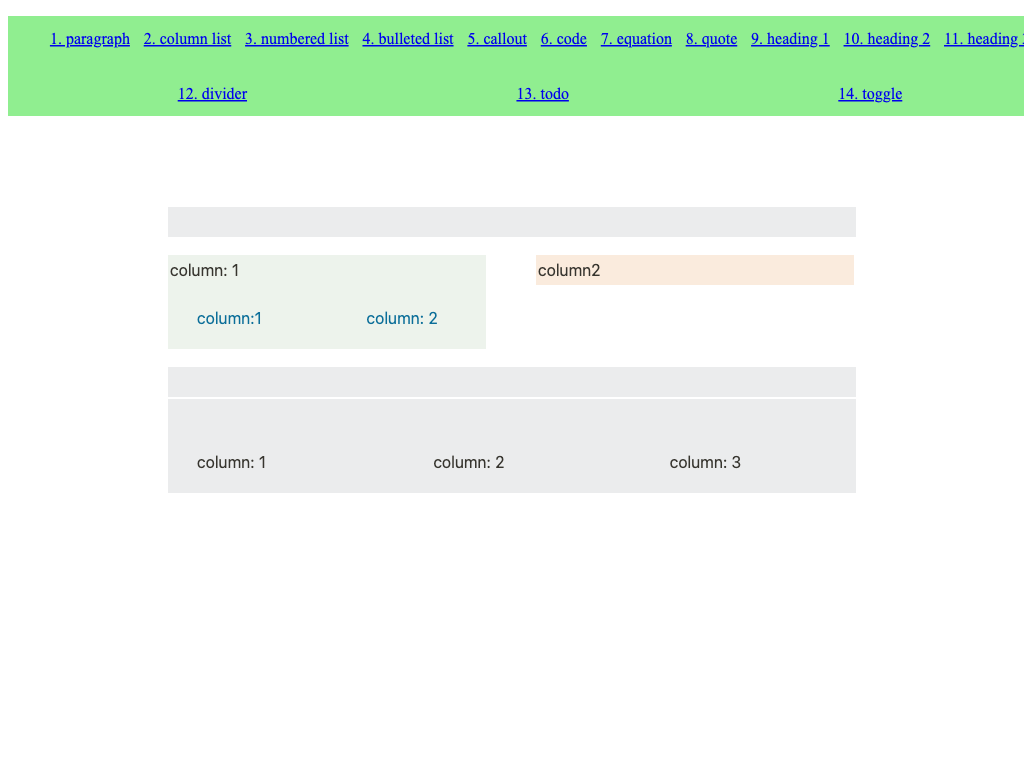 1. paragraph 2. column list 3. numbered list 4. bulleted list 5. callout 6. code 7. equation 8. quote 9. heading 1 10. heading 2 11. heading
12. divider 13. todo 14. toggle
column: 1 column2
column:1 column: 2
column: 1 column: 2 column: 3